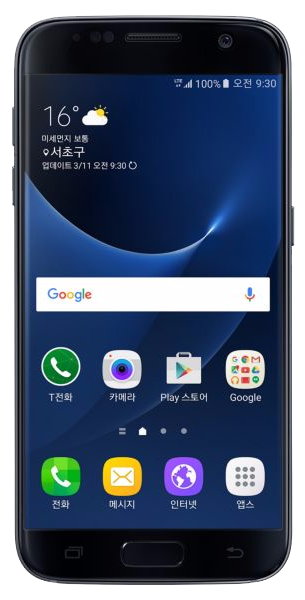 LTE 100% 오전 9:30
16°
미세먼지 보통
서초구
업데이트 3/11 오전 9:30
Google
T전화 카메라 Play 스토어 Google
전화 메시지 인터넷 앱스